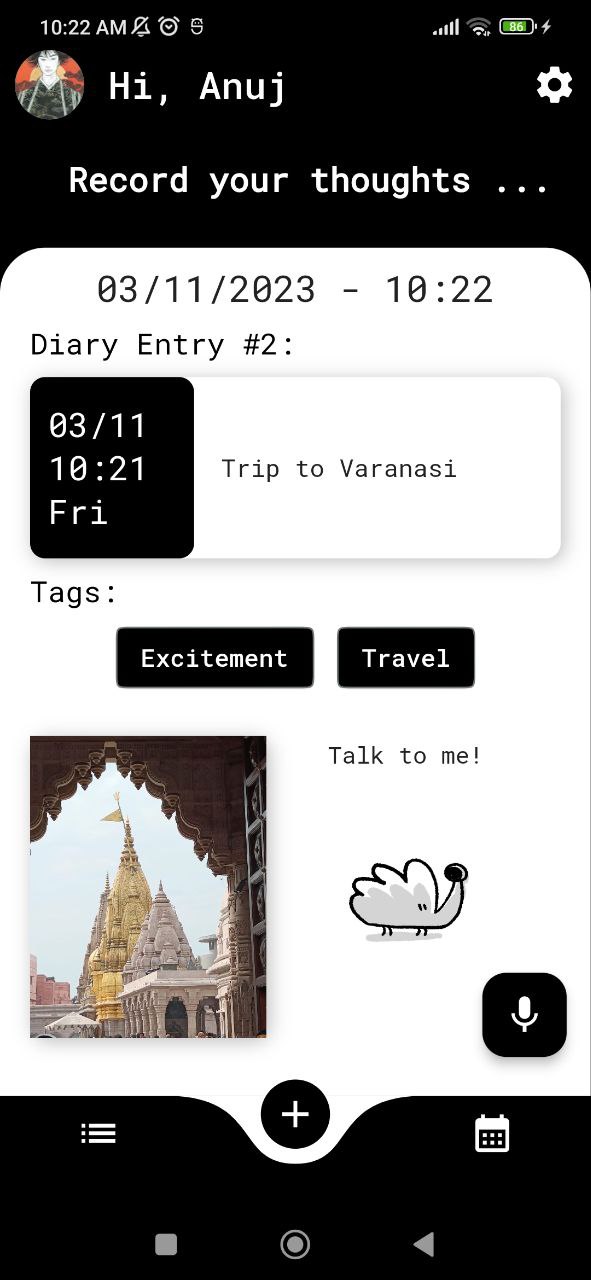 10:22 AM
86
Hi, Anuj
Record your thoughts ...
03/11/2023 - 10:22
Diary Entry #2:
03/11
10:21
Fri
Trip to Varanasi
Tags:
Excitement Travel
Talk to me!